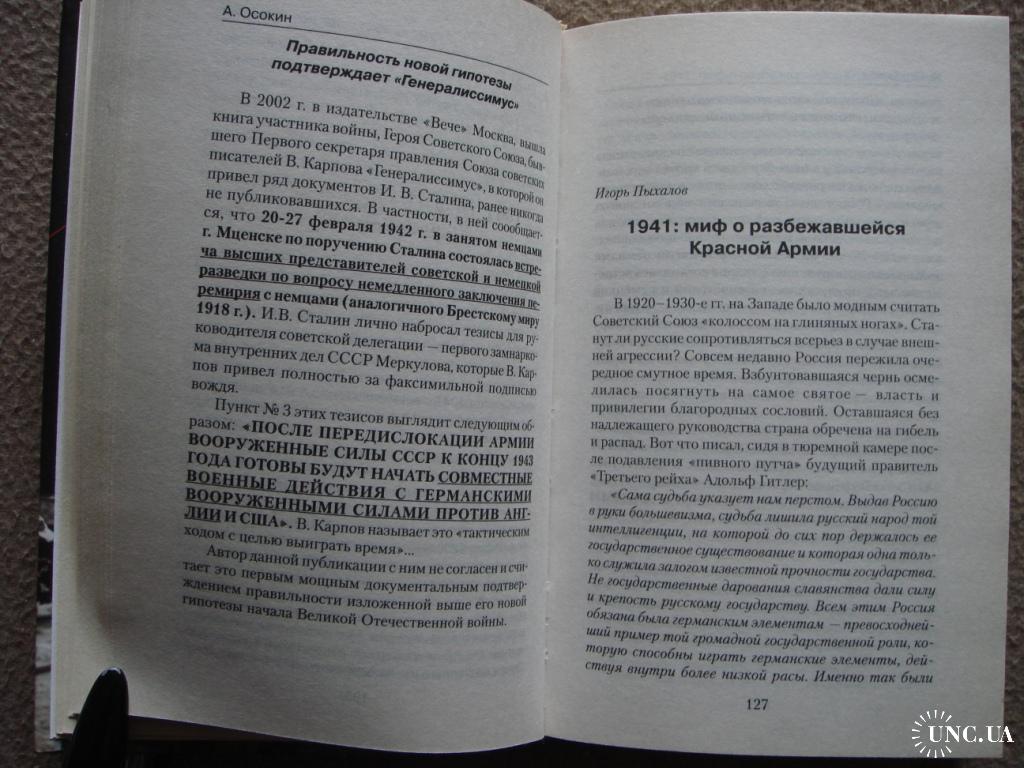 А. Осокин
Правильность новой гипотезы
подтверждает «Генералиссимус»
В 2002 г. в издательстве «Вече» Москва, вышла
книга участника войны, Героя Советского Союза, быв-
шего Первого секретаря правления Союза советских
писателей В. Карпова «Генералиссимус», в которой он
привел ряд документов И. В. Сталина, ранее никогда
не публиковавшихся. В частности, в ней соообщает-
ся, что 20-27 февраля 1942 г. в занятом немцами
г. Мценске по поручению Сталина состоялась встре-
ча высших представителей советской и немецкой
разведки по вопросу немедленного заключения пе-
ремирия с немцами (аналогичного Брестскому миру
1918 г.). И.В. Сталин лично набросал тезисы для ру-
ководителя советской делегации — первого замнарко-
ма внутренних дел СССР Меркулова, которые В. Кар-
пов привел полностью за факсимильной подписью
вождя.
Пункт № 3 этих тезисов выглядит следующим об-
разом: «ПОСЛЕ ПЕРЕДИСЛОКАЦИИ АРМИИ
ВООРУЖЕННЫЕ СИЛЫ СССР К КОНЦУ 1943
ГОДА ГОТОВЫ БУДУТ НАЧАТЬ СОВМЕСТНЫЕ
ВОЕННЫЕ ДЕЙСТВИЯ С ГЕРМАНСКИМИ
ВООРУЖЕННЫМИ СИЛАМИ ПРОТИВ АНГ-
ЛИИ И США». В. Карпов называет это «тактическим
ходом с целью выиграть время»...
Автор данной публикации с ним не согласен и счи-
тает это первым мощным документальным подтвер-
ждением правильности изложенной выше его новой
гипотезы начала Великой Отечественной войны.
Игорь Пыхалов
1941: миф о разбежавшейся
Красной Армии
В 1920–1930-е гг. на Западе было модным считать
Советский Союз «колоссом на глиняных ногах». Ста-
нут ли русские сопротивляться всерьез в случае внеш-
ней агрессии? Совсем недавно Россия пережила оче-
редное смутное время. Взбунтовавшаяся чернь осме-
лилась посягнуть на самое святое — власть и
привилегии благородных сословий. Оставшаяся без
надлежащего руководства страна обречена на гибель
и распад. Вот что писал, сидя в тюремной камере пос-
ле подавления «пивного путча» будущий правитель
«Третьего рейха» Адольф Гитлер:
«Сама судьба указует нам перстом. Выдав Россию
в руки большевизма, судьба лишила русский народ той
интеллигенции, на которой до сих пор держалось ее
государственное существование и которая одна толь-
ко служила залогом известной прочности государства.
Не государственные дарования славянства дали силу
и крепость русскому государству. Всем этим Россия
обязана была германским элементам — превосходней-
ший пример той громадной государственной роли, ко-
торую способны играть германские элементы, дей-
ствуя внутри более низкой расы. Именно так были
127
UNC.UA